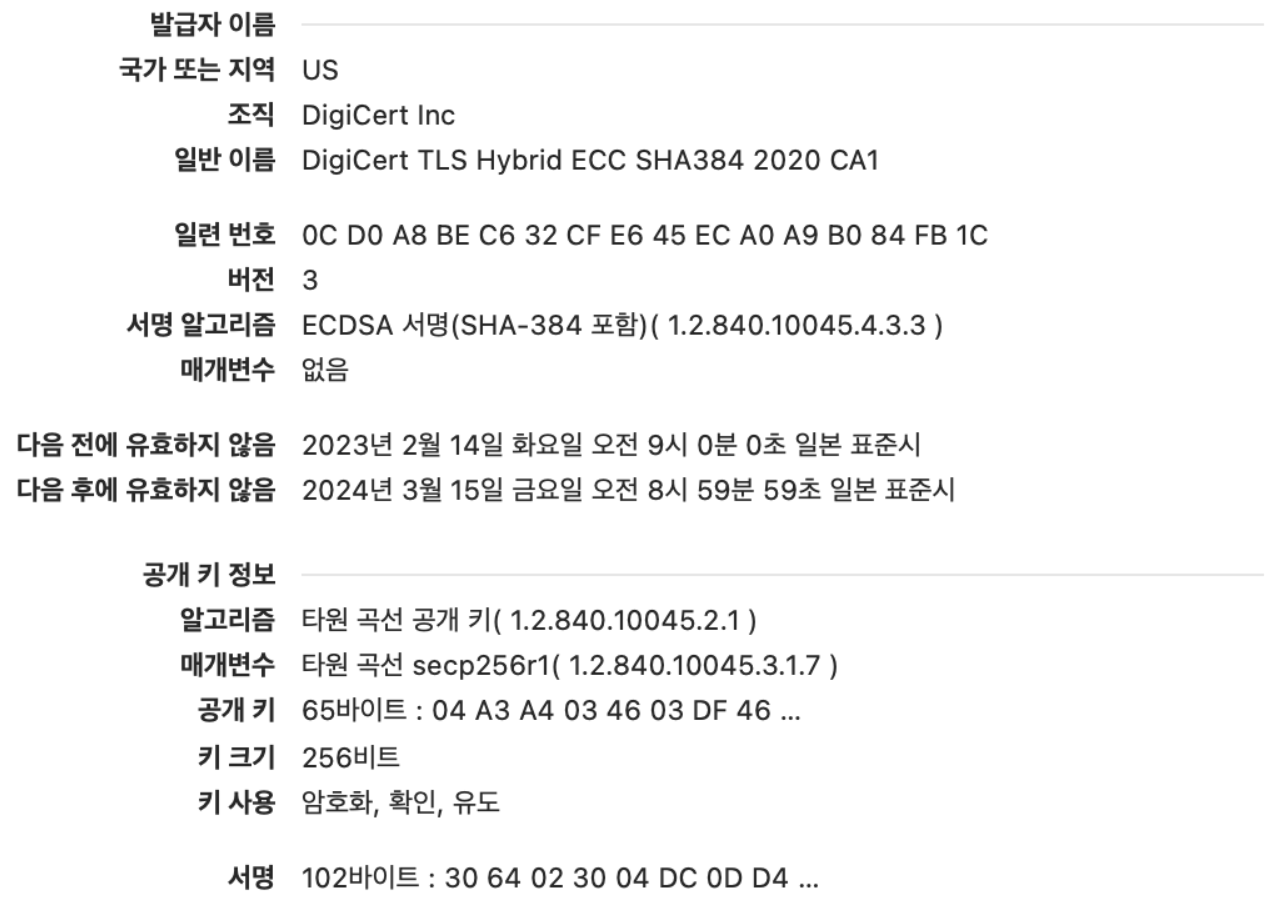 발급자 이름
국가 또는 지역 US
조직 DigiCert Inc
일반 이름 DigiCert TLS Hybrid ECC SHA384 2020 CA1
일련 번호 0C D0 A8 BE C6 32 CF E6 45 EC A0 A9 B0 84 FB 1C
버전 3
서명 알고리즘 ECDSA 서명(SHA-384 포함)( 1.2.840.10045.4.3.3 )
매개변수 없음
다음 전에 유효하지 않음 2023년 2월 14일 화요일 오전 9시 0분 0초 일본 표준시
다음 후에 유효하지 않음 2024년 3월 15일 금요일 오전 8시 59분 59초 일본 표준시
공개 키 정보
알고리즘 타원 곡선 공개 키( 1.2.840.10045.2.1 )
매개변수 타원 곡선 secp256r1( 1.2.840.10045.3.1.7 )
공개 키 65바이트 : 04 A3 A4 03 46 03 DF 46 ...
키 크기 256비트
키 사용 암호화, 확인, 유도
서명 102바이트 : 30 64 02 30 04 DC 0D D4 ...